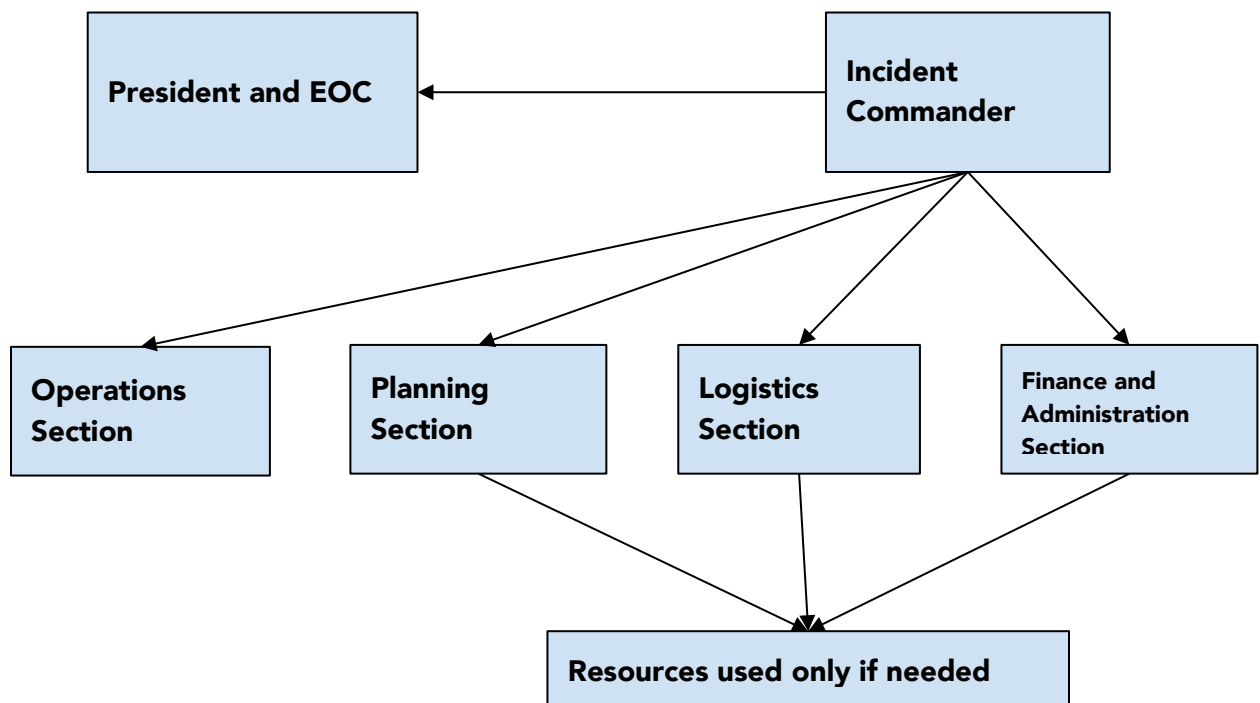 President and EOC
Incident
Commander
Operations
Section
Planning
Section
Logistics
Section
Finance and
Administration
Section
Resources used only if needed